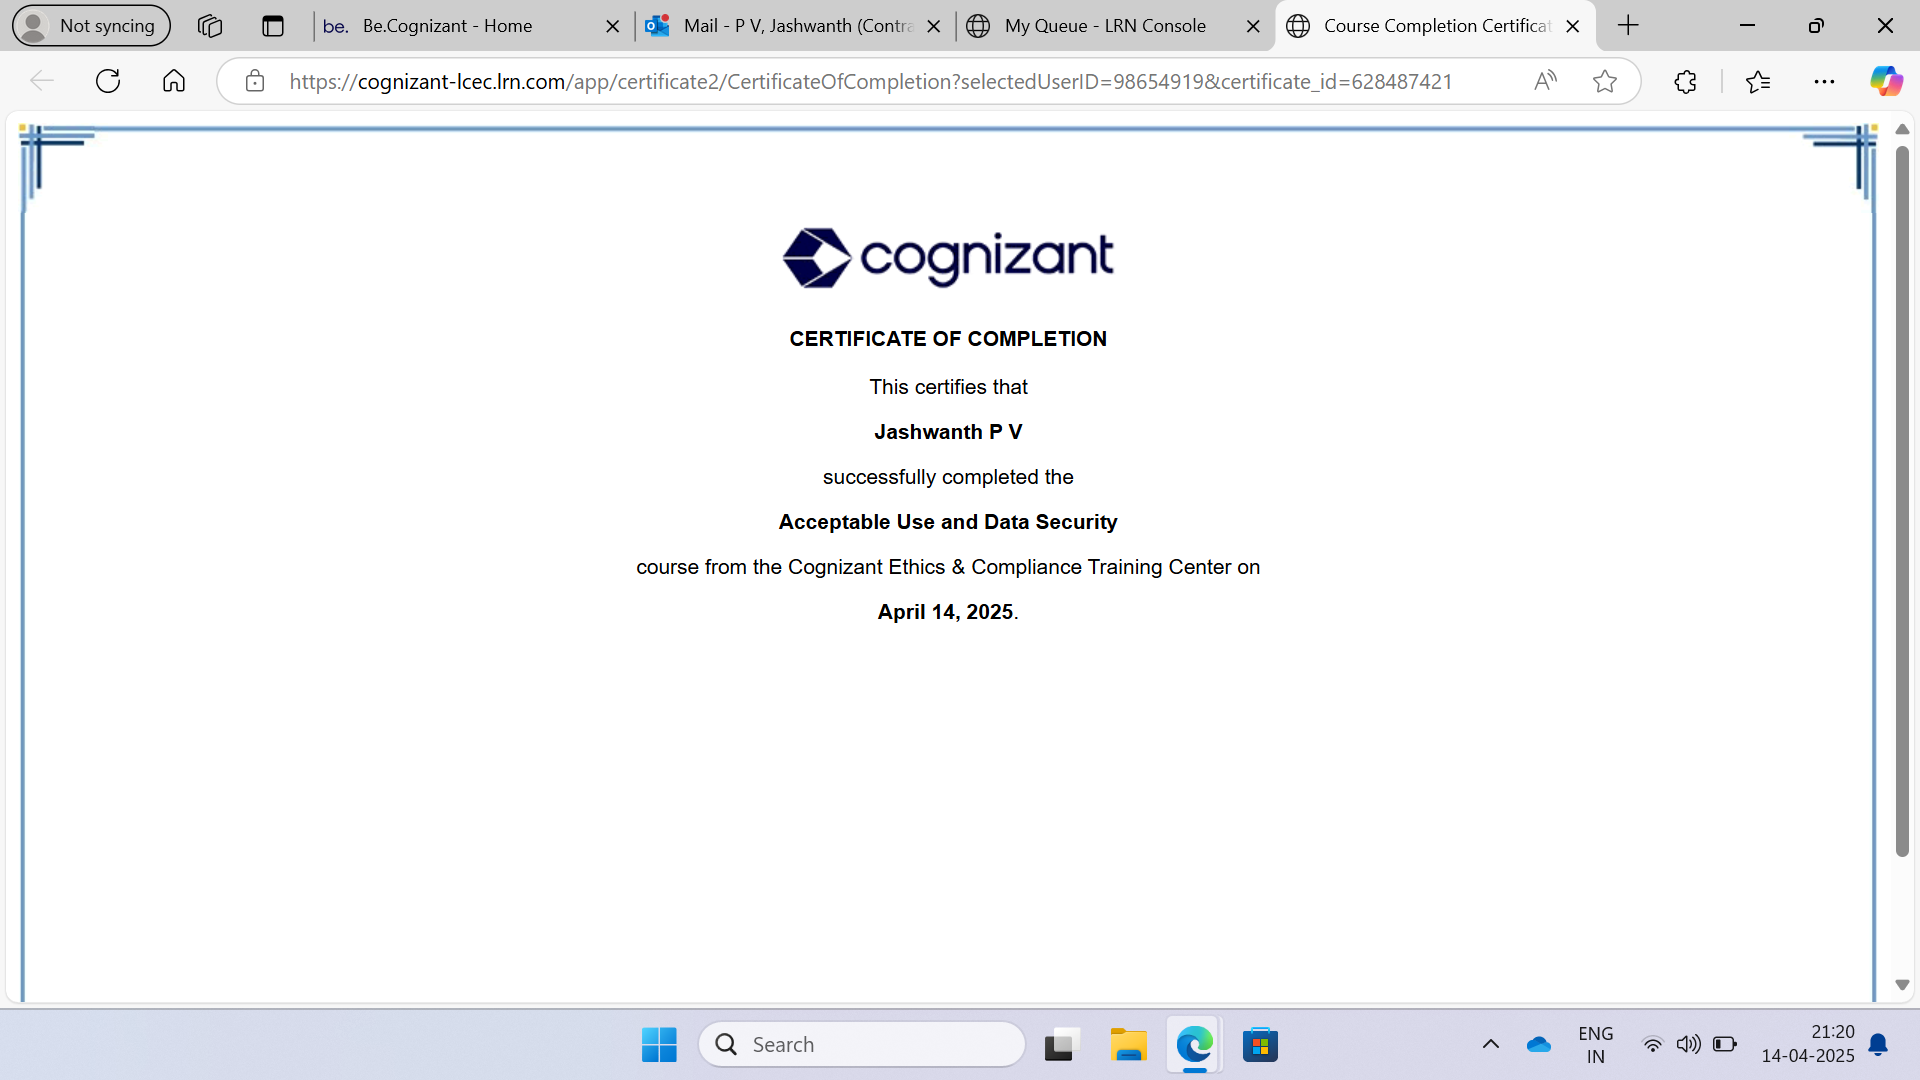 Not syncing
be. Be.Cognizant - Home
Mail - P V, Jashwanth (Contra
My Queue - LRN Console
Course Completion Certificat
https://cognizant-lcec.lrn.com/app/certificate2/CertificateOfCompletion?selectedUserID=98654919&certificate_id=628487421
cognizant
CERTIFICATE OF COMPLETION
This certifies that
Jashwanth P V
successfully completed the
Acceptable Use and Data Security
course from the Cognizant Ethics & Compliance Training Center on
April 14, 2025.
Search
ENG
IN
21:20
14-04-2025